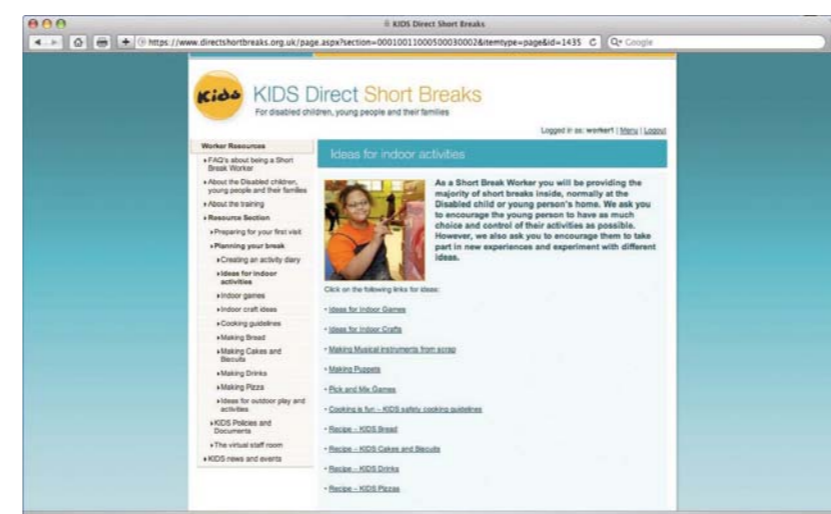 KIDS Direct Short Breaks
https://www.directshortbreaks.org.uk/page.aspx?section=00010011000500030002&itemtype=page&id=1435
Google
Kids
KIDS Direct Short Breaks
For disabled children, young people and their families
Logged in as: worker1 | Menu | Logout
Worker Resources
FAQ's about being a Short
Break Worker
About the Disabled children,
young people and their families
About the training
Resource Section
Preparing for your first visit
Planning your break
Creating an activity diary
Ideas for indoor
activities
Indoor games
Indoor craft ideas
Cooking guidelines
Making Bread
Making Cakes and
Biscuits
Making Drinks
Making Pizza
Ideas for outdoor play and
activities
KIDS Policies and
Documents
The virtual staff room
KIDS news and events
Ideas for indoor activities
As a Short Break Worker you will be providing the
majority of short breaks inside, normally at the
Disabled child or young person's home. We ask you
to encourage the young person to have as much
choice and control of their activities as possible.
However, we also ask you to encourage them to take
part in new experiences and experiment with different
ideas.
Click on the following links for ideas:
• Ideas for Indoor Games
• Ideas for Indoor Crafts
• Making Musical Instruments from scrap
• Making Puppets
• Pick and Mix Games
• Cooking is fun - KIDS safety cooking guidelines
• Recipe - KIDS Bread
• Recipe - KIDS Cakes and Biscuits
• Recipe - KIDS Drinks
• Recipe - KIDS Pizzas